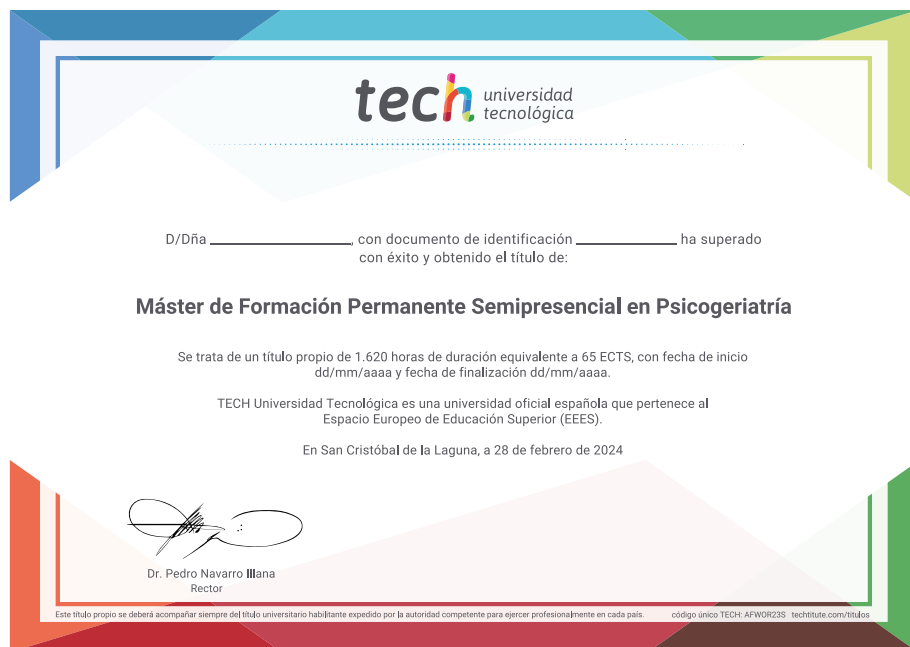 tech universidad
tecnológica
D/Dña ______________, con documento de identificación __________ ha superado
con éxito y obtenido el título de:
Máster de Formación Permanente Semipresencial en Psicogeriatría
Se trata de un título propio de 1.620 horas de duración equivalente a 65 ECTS, con fecha de inicio
dd/mm/aaaa y fecha de finalización dd/mm/aaaa.
TECH Universidad Tecnológica es una universidad oficial española que pertenece al
Espacio Europeo de Educación Superior (EEES).
En San Cristóbal de la Laguna, a 28 de febrero de 2024
Dr. Pedro Navarro Illana
Rector
Este título propio se deberá acompañar siempre del título universitario habilitante expedido por la autoridad competente para ejercer profesionalmente en cada país. código único TECH: AFWOR23S techtitute.com/titulos